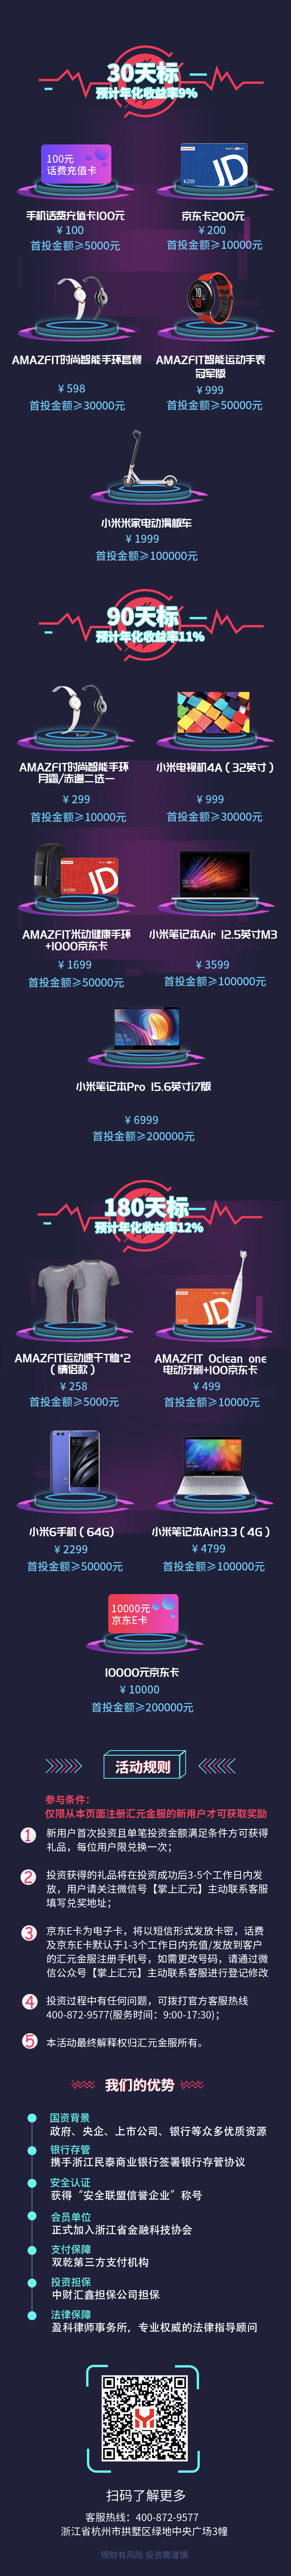 30天标
预计年化收益率9%
100元
话费充值卡
JD
¥200
手机话费充值卡100元
¥ 100
首投金额≥5000元
京东卡200元
¥ 200
首投金额≥10000元
AMAZFIT时尚智能手环套餐
¥ 598
首投金额≥30000元
AMAZFIT智能运动手表
冠军版
¥ 999
首投金额≥50000元
小米米家电动滑板车
¥ 1999
首投金额≥100000元
90天标
预计年化收益率11%
AMAZFIT时尚智能手环
月霜/赤道二选一
¥ 299
首投金额≥10000元
小米电视机4A（32英寸）
¥ 999
首投金额≥30000元
JD
¥1000
AMAZFIT米动健康手环
+1000京东卡
¥ 1699
首投金额≥50000元
小米笔记本Air 12.5英寸M3
¥ 3599
首投金额≥100000元
小米笔记本Pro 15.6英寸i7版
¥ 6999
首投金额≥200000元
180天标
预计年化收益率12%
AMAZFIT运动速干T恤*2
（情侣款）
¥ 258
首投金额≥5000元
JD
AMAZFIT Oclean one
电动牙刷+100京东卡
¥ 499
首投金额≥10000元
小米6手机（64G）
¥ 2299
首投金额≥50000元
小米笔记本Air13.3（4G）
¥ 4799
首投金额≥100000元
10000元
京东E卡
10000元京东卡
¥ 10000
首投金额≥200000元
活动规则
参与条件：
仅限从本页面注册汇元金服的新用户才可获取奖励
1 新用户首次投资且单笔投资金额满足条件方可获得
礼品，每位用户限兑换一次；
2 投资获得的礼品将在投资成功后3-5个工作日内发
放，用户请关注微信号【掌上汇元】主动联系客服
填写兑奖地址；
3 京东E卡为电子卡，将以短信形式发放卡密，话费
及京东E卡默认于1-3个工作日内充值/发放到客户
的汇元金服注册手机号，如需更改号码，请通过微
信公众号【掌上汇元】主动联系客服进行登记修改
4 投资过程中有任何问题，可拨打官方客服热线
400-872-9577(服务时间：9:00-17:30)；
5 本活动最终解释权归汇元金服所有。
我们的优势
国资背景
政府、央企、上市公司、银行等众多优质资源
银行存管
携手浙江民泰商业银行签署银行存管协议
安全认证
获得“安全联盟信誉企业”称号
会员单位
正式加入浙江省金融科技协会
支付保障
双乾第三方支付机构
投资担保
中财汇鑫担保公司担保
法律保障
盈科律师事务所，专业权威的法律指导顾问
扫码了解更多
客服热线：400-872-9577
浙江省杭州市拱墅区绿地中央广场3幢
理财有风险 投资需谨慎